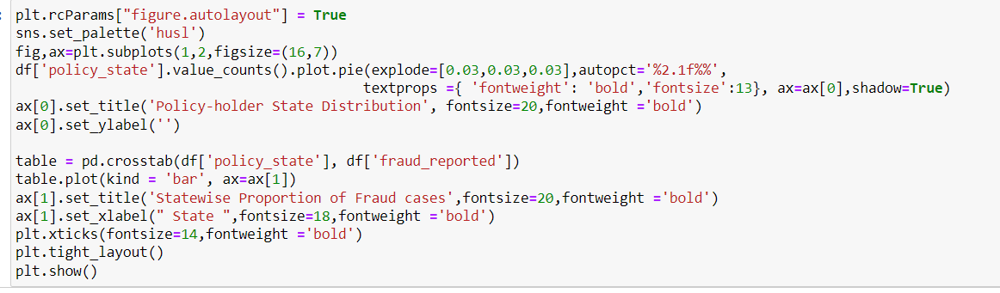 plt.rcParams["figure.autolayout"] = True
sns.set_palette('husl')
fig,ax=plt.subplots(1,2,figsize=(16,7))
df['policy_state'].value_counts().plot.pie(explode=[0.03,0.03,0.03],autopct='%2.1f%%',
textprops ={ 'fontweight': 'bold','fontsize':13}, ax=ax[0],shadow=True)
ax[0].set_title('Policy-holder State Distribution', fontsize=20,fontweight ='bold')
ax[0].set_ylabel('')
table = pd.crosstab(df['policy_state'], df['fraud_reported'])
table.plot(kind = 'bar', ax=ax[1])
ax[1].set_title('Statewise Proportion of Fraud cases',fontsize=20,fontweight ='bold')
ax[1].set_xlabel(" State ",fontsize=18,fontweight ='bold')
plt.xticks(fontsize=14,fontweight ='bold')
plt.tight_layout()
plt.show()